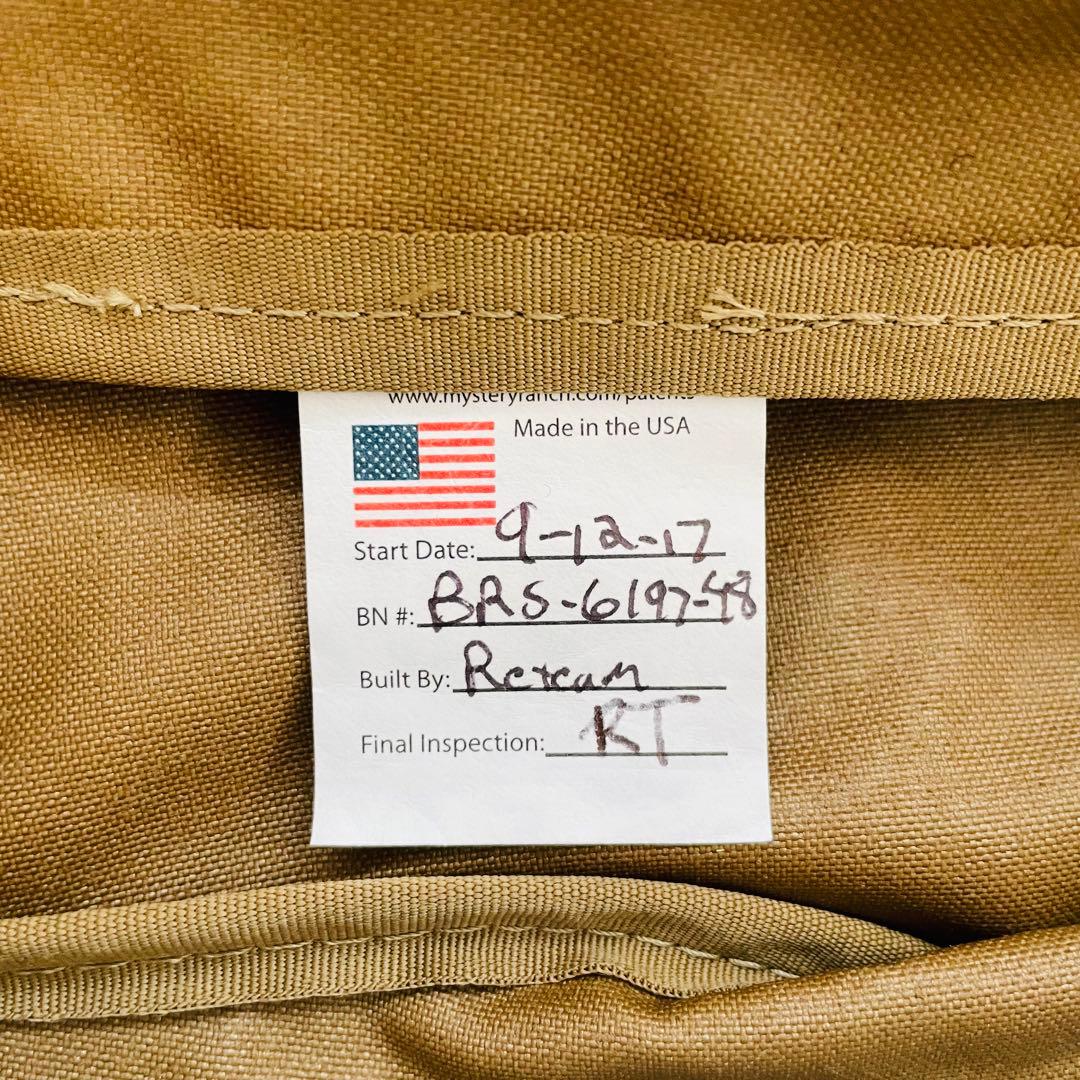 www.mysteryranch.com/patents
Made in the USA
Start Date: 9-12-17
BN #: BRS-6197-48
Built By:
Final Inspection: RT